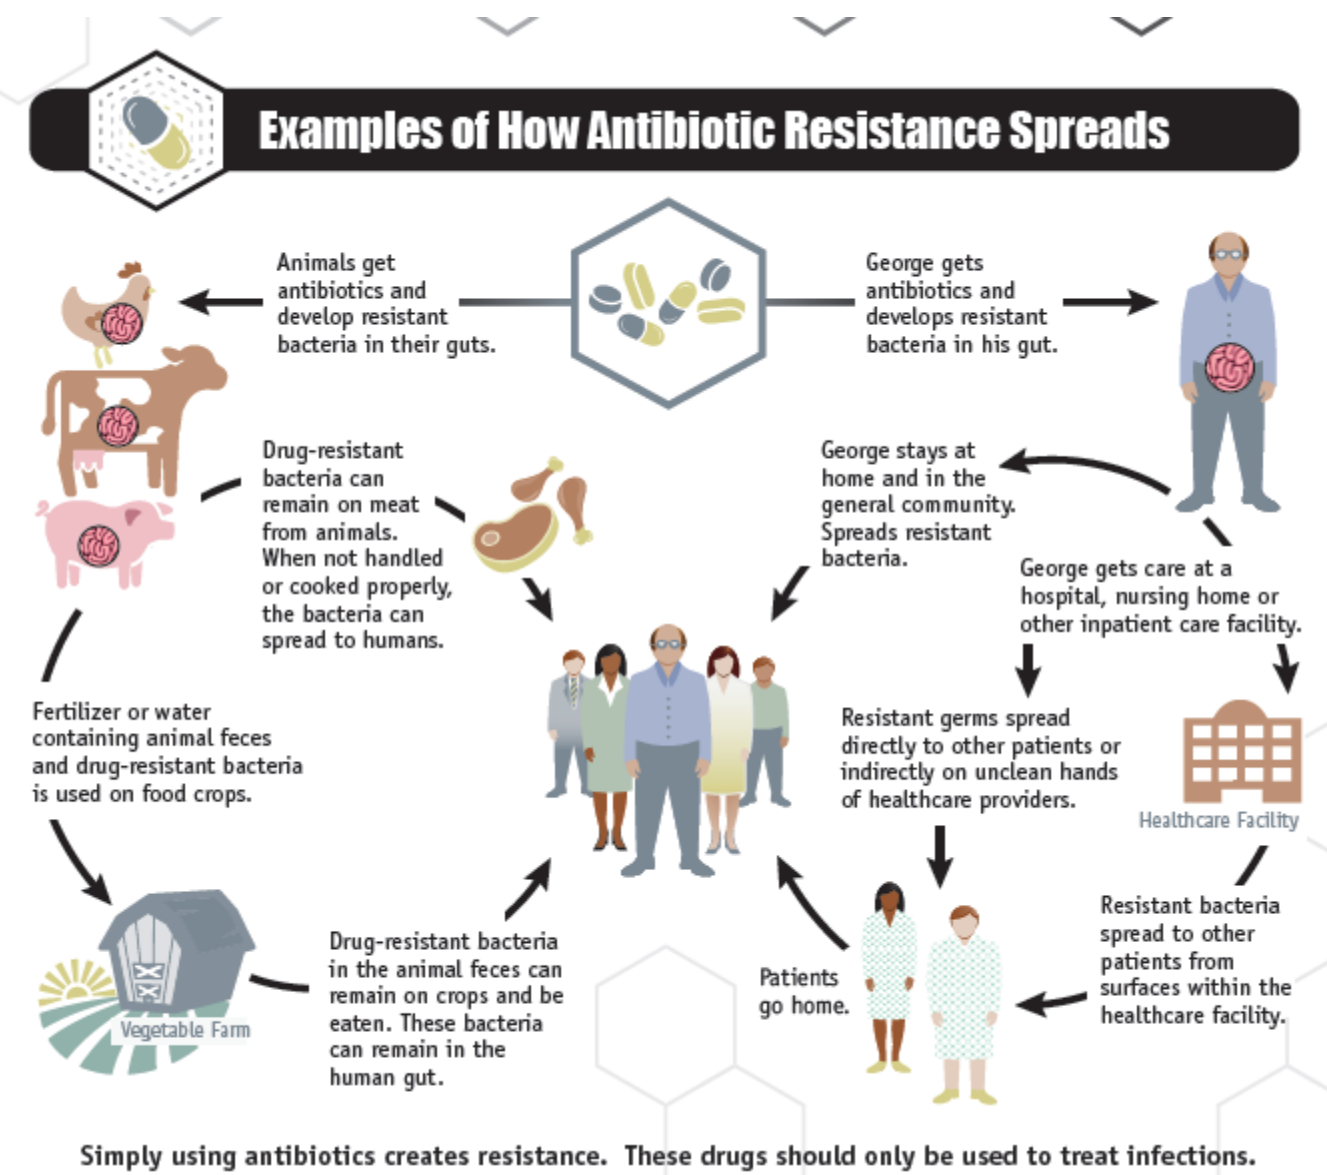 Examples of How Antibiotic Resistance Spreads
Animals get
antibiotics and
develop resistant
bacteria in their guts.
George gets
antibiotics and
develops resistant
bacteria in his gut.
Drug-resistant
bacteria can
remain on meat
from animals.
When not handled
or cooked properly,
the bacteria can
spread to humans.
George stays at
home and in the
general community.
Spreads resistant
bacteria.
George gets care at a
hospital, nursing home or
other inpatient care facility.
Fertilizer or water
containing animal feces
and drug-resistant bacteria
is used on food crops.
Resistant germs spread
directly to other patients or
indirectly on unclean hands
of healthcare providers.
Healthcare Facility
Vegetable Farm
Drug-resistant bacteria
in the animal feces can
remain on crops and be
eaten. These bacteria
can remain in the
human gut.
Patients
go home.
Resistant bacteria
spread to other
patients from
surfaces within the
healthcare facility.
Simply using antibiotics creates resistance. These drugs should only be used to treat infections.